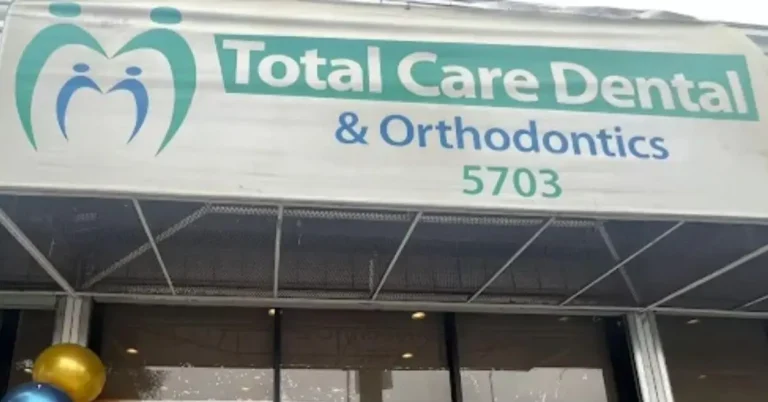 Total Care Dental
& Orthodontics
5703